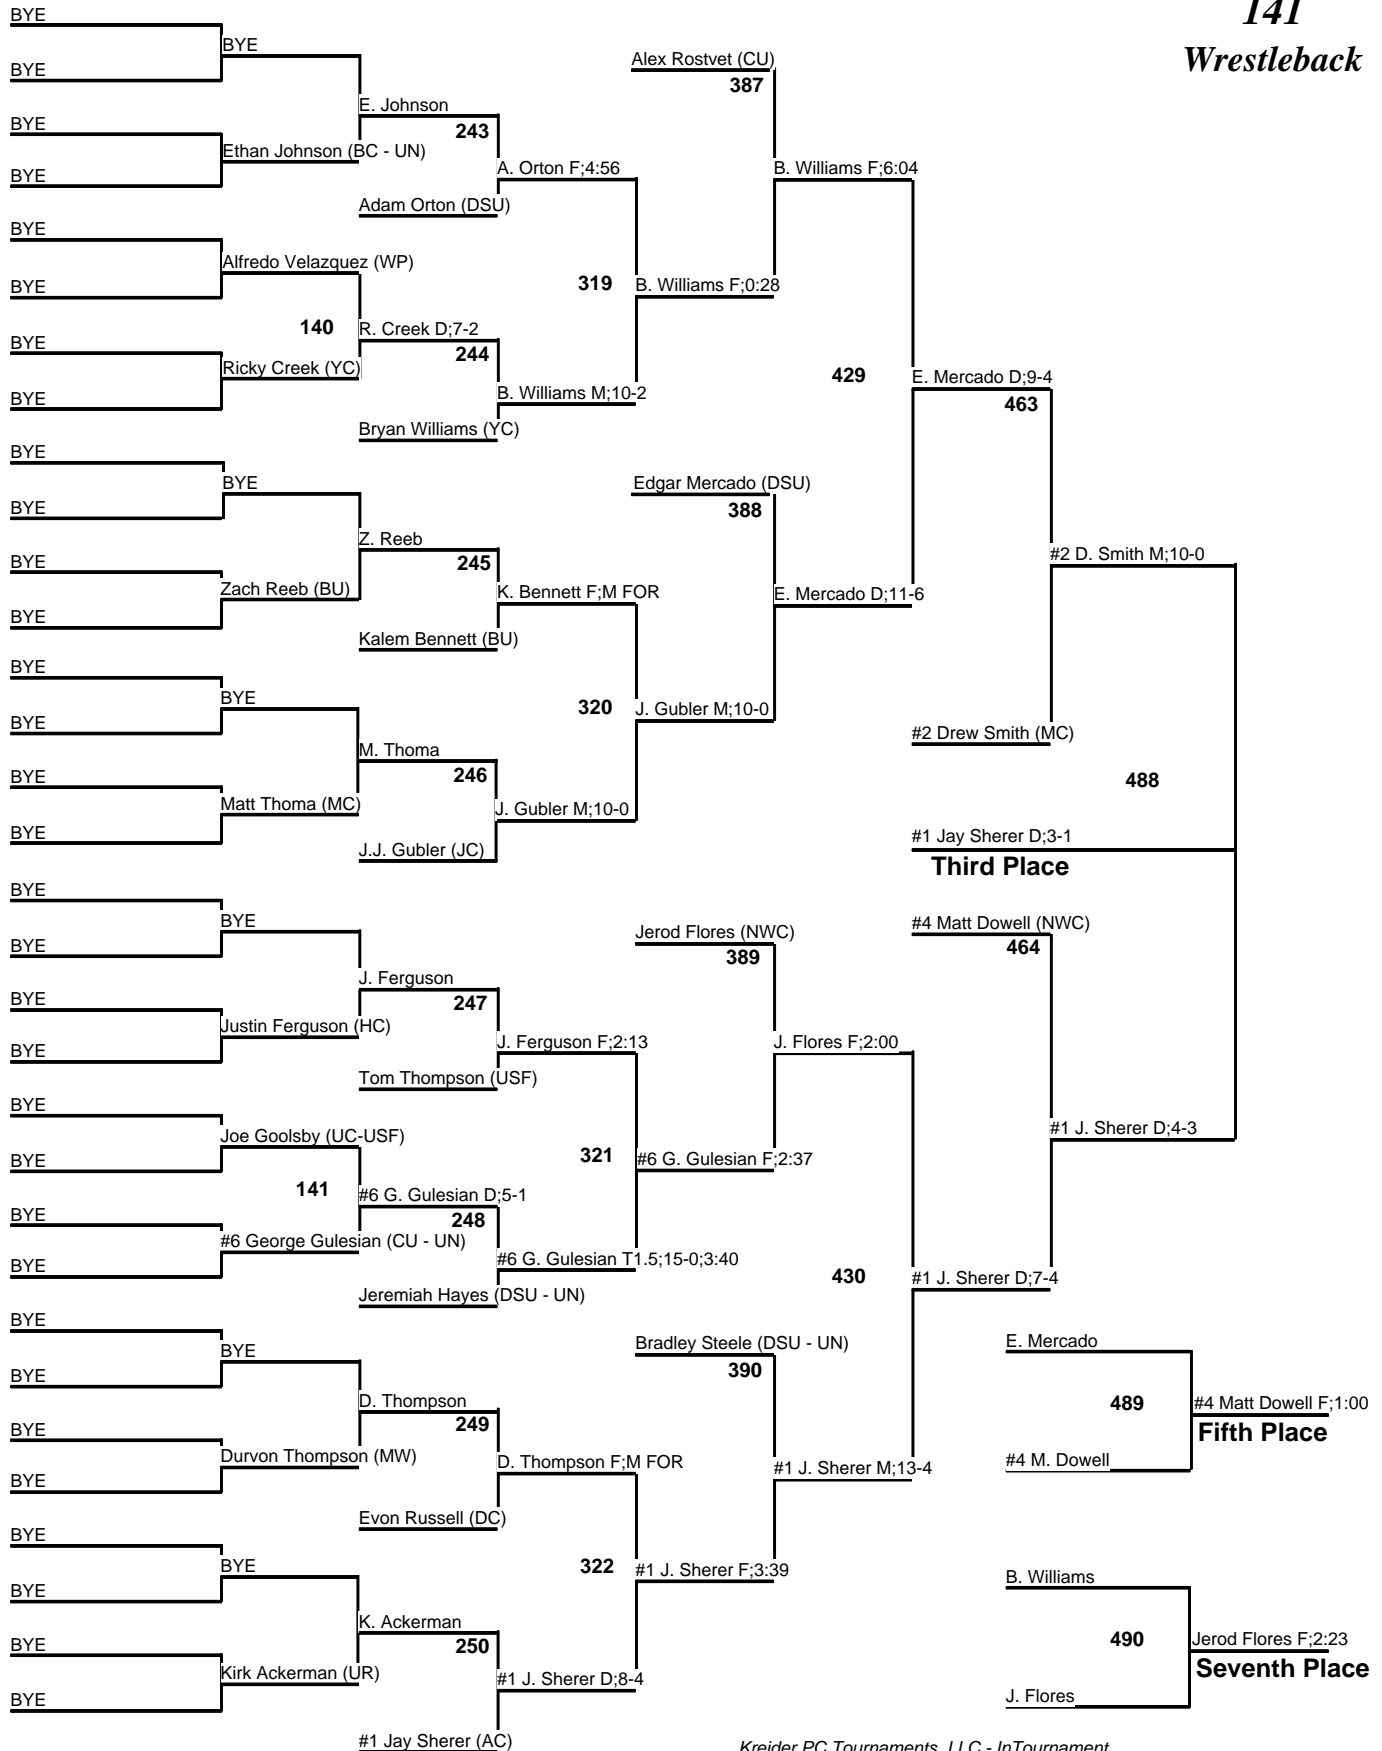 141
Wrestleback
BYE
BYE
BYE
Alex Rostvet (CU)
BYE
387
E. Johnson
BYE
243
Ethan Johnson (BC - UN)
A. Orton F;4:56
B. Williams F;6:04
BYE
Adam Orton (DSU)
BYE
Alfredo Velazquez (WP)
BYE
319
B. Williams F;0:28
140
R. Creek D;7-2
BYE
244
Ricky Creek (YC)
429
E. Mercado D;9-4
BYE
B. Williams M;10-2
463
Bryan Williams (YC)
BYE
BYE
Edgar Mercado (DSU)
BYE
388
Z. Reeb
BYE
245
#2 D. Smith M;10-0
Zach Reeb (BU)
K. Bennett F;M FOR
E. Mercado D;11-6
BYE
Kalem Bennett (BU)
BYE
BYE
320
J. Gubler M;10-0
BYE
#2 Drew Smith (MC)
M. Thoma
BYE
246
488
Matt Thoma (MC)
J. Gubler M;10-0
BYE
#1 Jay Sherer D;3-1
J.J. Gubler (JC)
Third Place
BYE
BYE
Jerod Flores (NWC)
#4 Matt Dowell (NWC)
BYE
389
464
J. Ferguson
BYE
247
Justin Ferguson (HC)
J. Ferguson F;2:13
J. Flores F;2:00
BYE
Tom Thompson (USF)
BYE
Joe Goolsby (UC-USF)
#1 J. Sherer D;4-3
BYE
321
#6 G. Gulesian F;2:37
141
#6 G. Gulesian D;5-1
BYE
248
#6 George Gulesian (CU - UN)
BYE
#6 G. Gulesian T1.5;15-0;3:40
430
#1 J. Sherer D;7-4
Jeremiah Hayes (DSU - UN)
BYE
BYE
Bradley Steele (DSU - UN)
E. Mercado
BYE
390
D. Thompson
489
#4 Matt Dowell F;1:00
BYE
249
Fifth Place
Durvon Thompson (MW)
D. Thompson F;M FOR
#1 J. Sherer M;13-4
#4 M. Dowell
BYE
Evon Russell (DC)
BYE
BYE
322
#1 J. Sherer F;3:39
B. Williams
BYE
K. Ackerman
BYE
250
490
Jerod Flores F;2:23
Kirk Ackerman (UR)
#1 J. Sherer D;8-4
Seventh Place
BYE
J. Flores
#1 Jay Sherer (AC)
Kreider PC Tournaments, LLC - InTournament